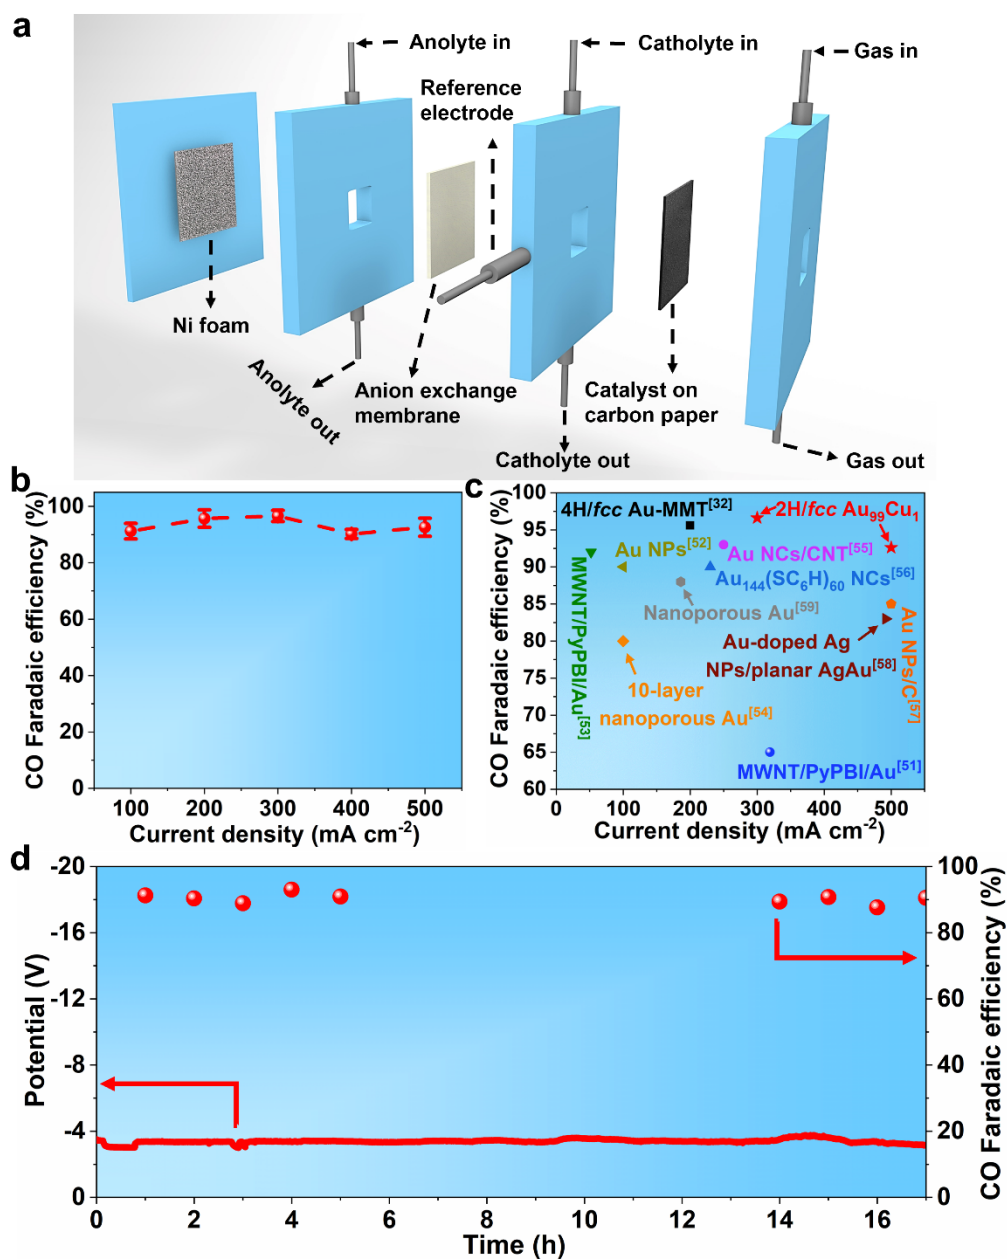 a
Anolyte in
Catholyte in
Gas in
Reference
electrode
Ni foam
Anolyte out
Anion exchange
membrane
Catalyst on
carbon paper
Catholyte out
Gas out
b
CO Faradaic efficiency (%)
100
80
60
40
20
0
100 200 300 400 500
Current density (mA cm⁻²)
c
CO Faradaic efficiency (%)
100
95
90
85
80
75
70
65
60
4H/fcc Au-MMT[32]
2H/fcc Au₉₉Cu₁
Au NPs[52]
Au NCs/CNT[55]
Au₁₄₄(SC₆H)₆₀ NCs[56]
Nanoporous Au[59]
MWNT/PyPBI/Au[53]
Au-doped Ag
NPs/planar AgAu[58]
Au NPs/C[57]
10-layer
nanoporous Au[54]
MWNT/PyPBI/Au[51]
0 100 200 300 400 500
Current density (mA cm⁻²)
d
Potential (V)
-20
-16
-12
-8
-4
-0
0 2 4 6 8 10 12 14 16
Time (h)
100
80
60
40
20
0
CO Faradaic efficiency (%)